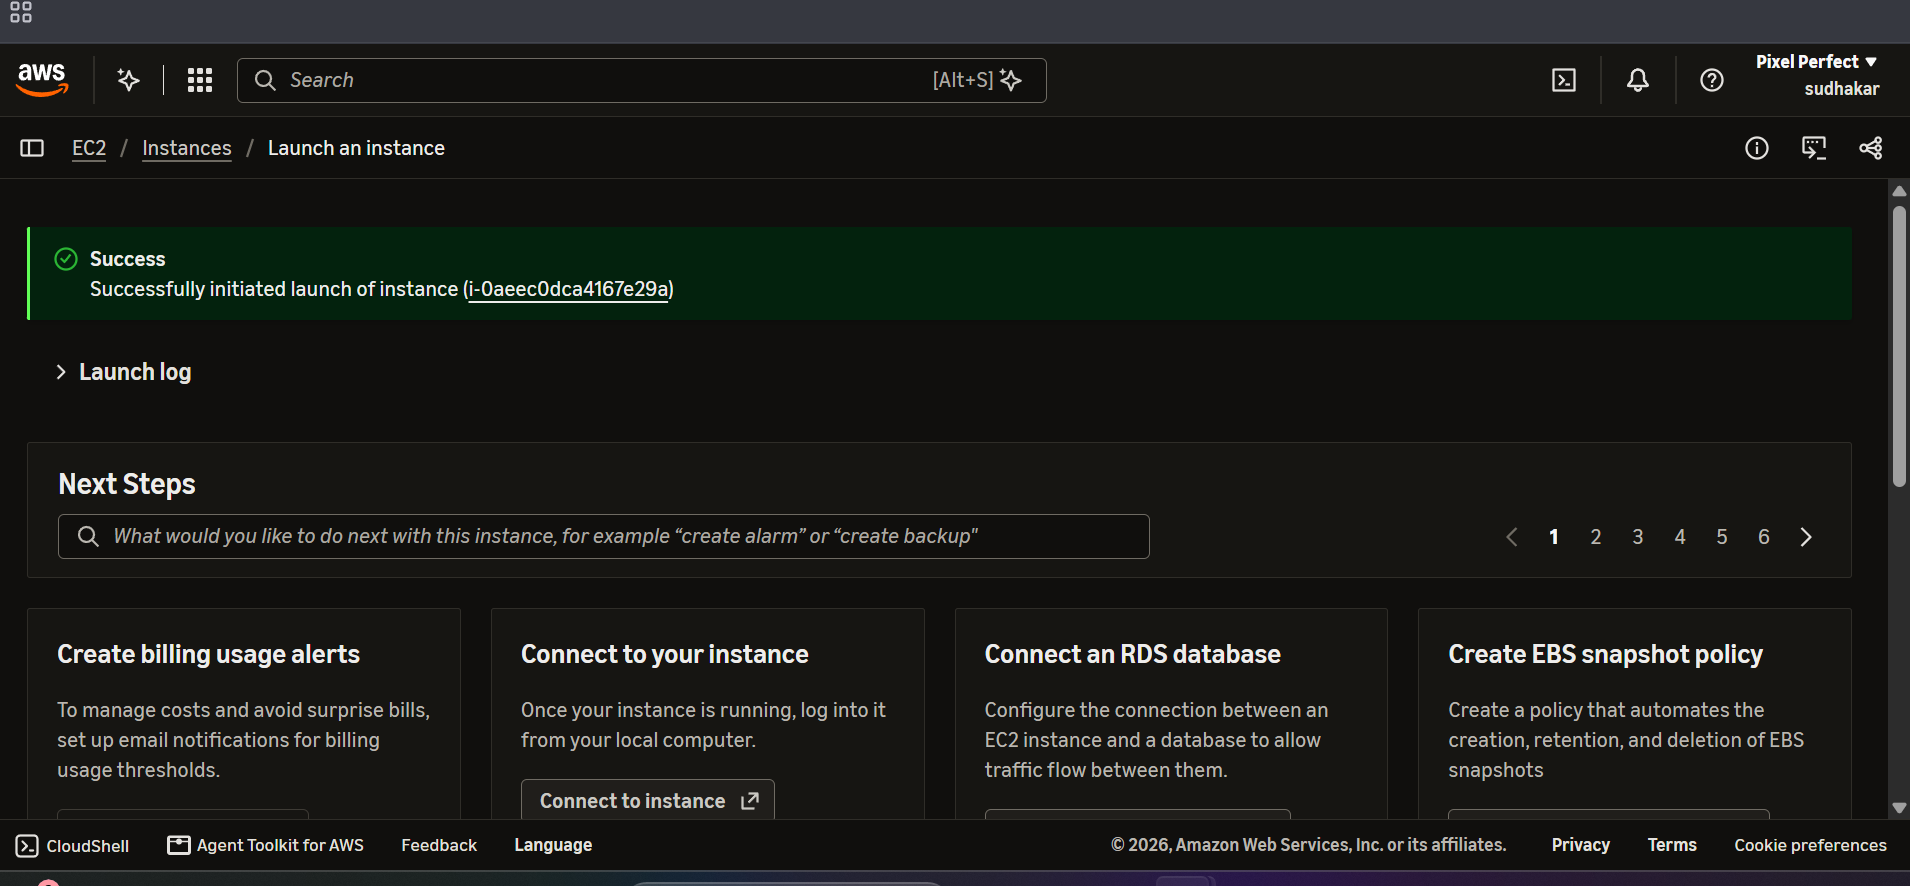 aws
Search [Alt+S]
Pixel Perfect
sudhakar
EC2 / Instances / Launch an instance
Success
Successfully initiated launch of instance (i-0aeec0dca4167e29a)
Launch log
Next Steps
What would you like to do next with this instance, for example “create alarm” or “create backup"
1 2 3 4 5 6
Create billing usage alerts
To manage costs and avoid surprise bills,
set up email notifications for billing
usage thresholds.
Connect to your instance
Once your instance is running, log into it
from your local computer.
Connect to instance
Connect an RDS database
Configure the connection between an
EC2 instance and a database to allow
traffic flow between them.
Create EBS snapshot policy
Create a policy that automates the
creation, retention, and deletion of EBS
snapshots
CloudShell Agent Toolkit for AWS Feedback Language © 2026, Amazon Web Services, Inc. or its affiliates. Privacy Terms Cookie preferences